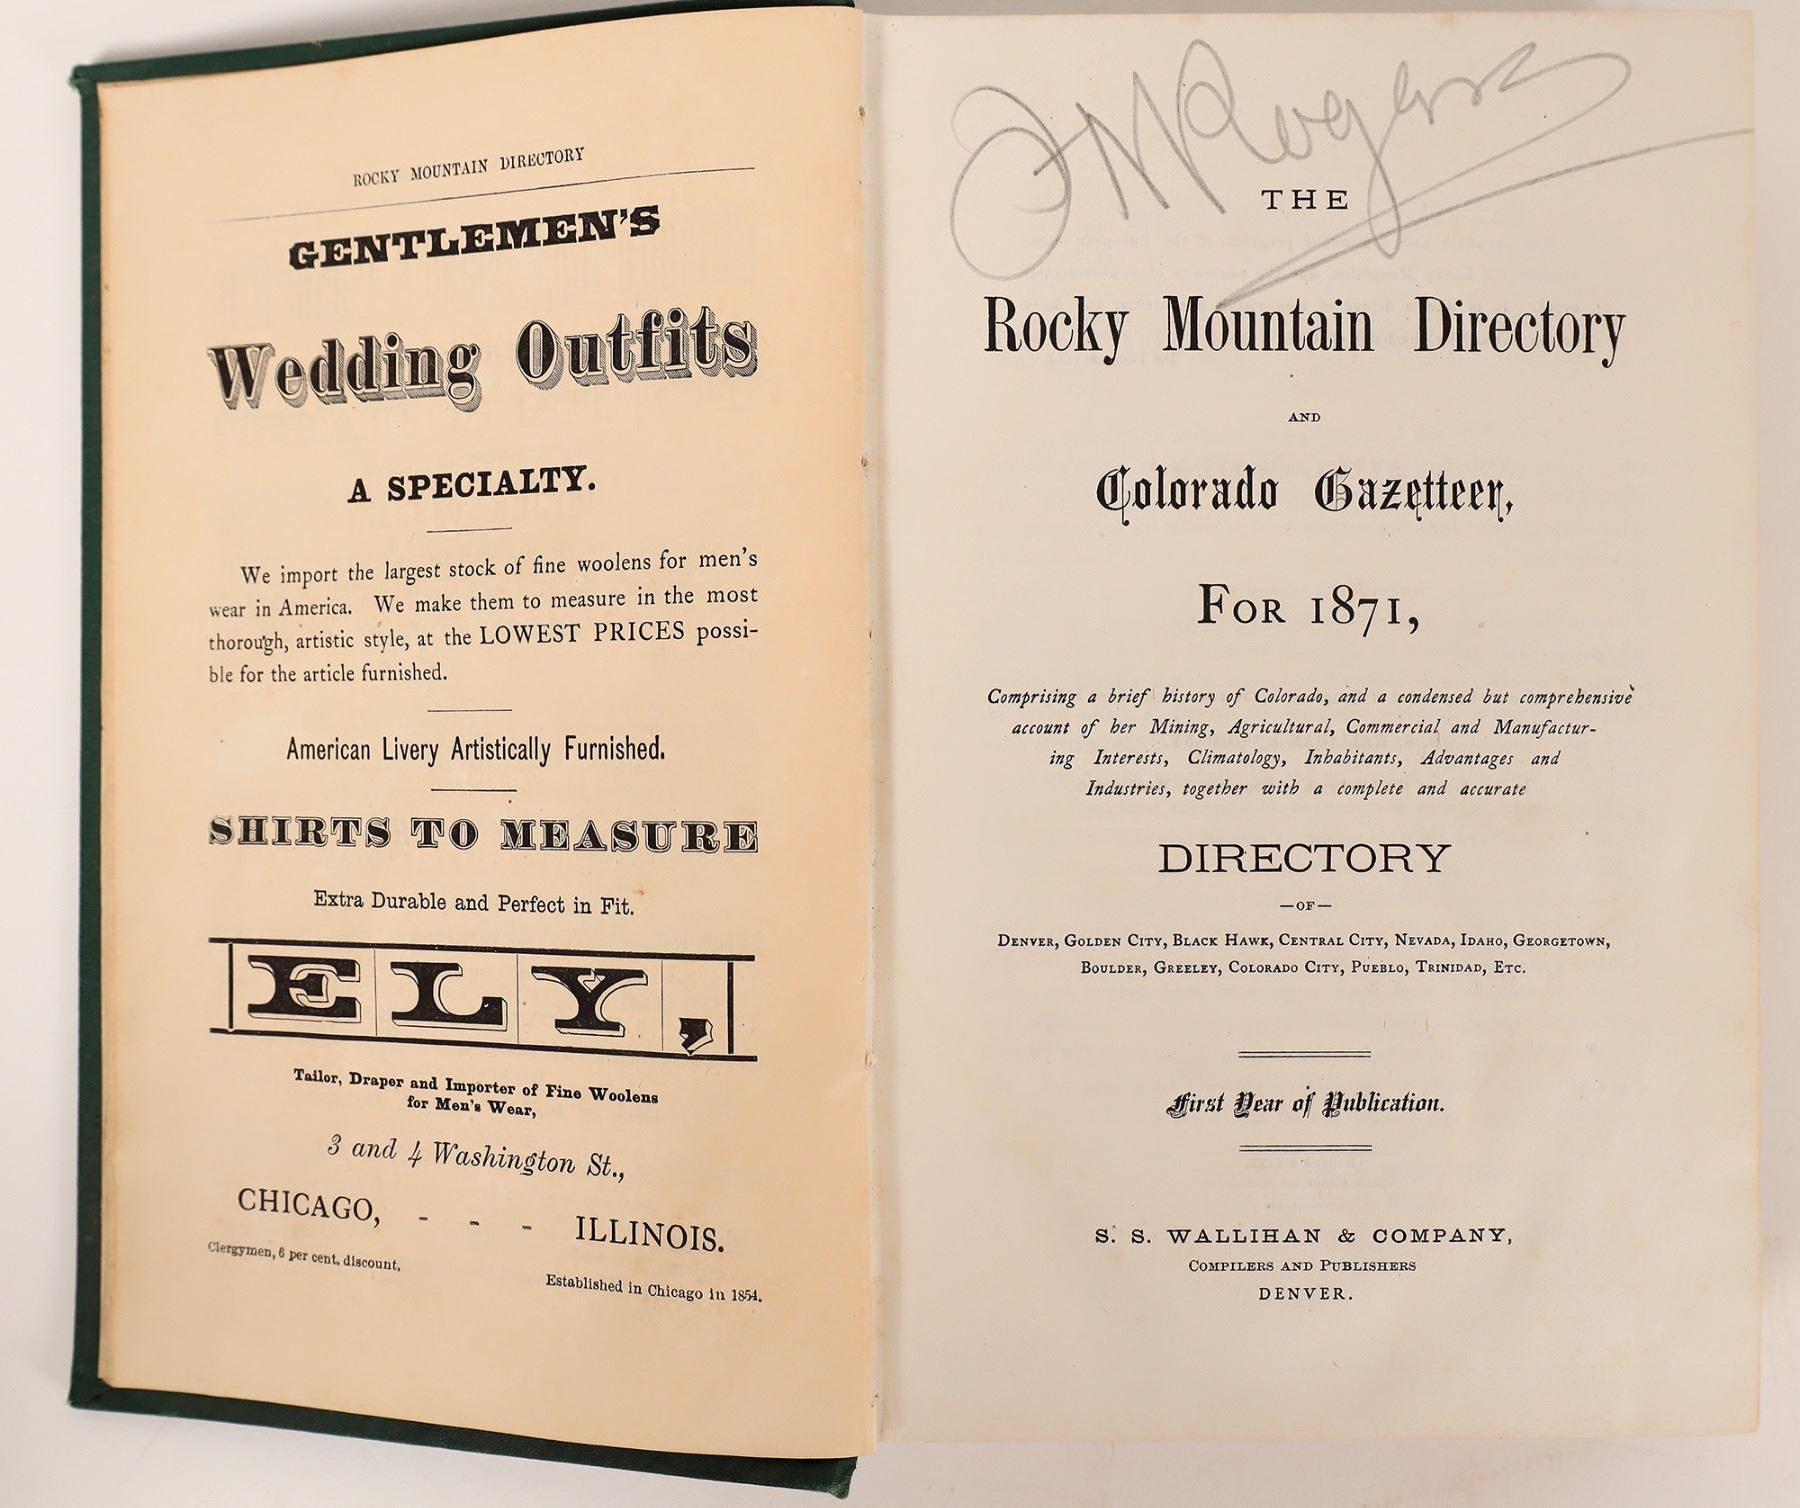 ROCKY MOUNTAIN DIRECTORY
GENTLEMEN'S
Wedding Outfits
A SPECIALTY.
We import the largest stock of fine woolens for men's
wear in America. We make them to measure in the most
thorough, artistic style, at the LOWEST PRICES possi-
ble for the article furnished.
American Livery Artistically Furnished.
SHIRTS TO MEASURE
Extra Durable and Perfect in Fit.
ELY,
Tailor, Draper and Importer of Fine Woolens
for Men's Wear,
3 and 4 Washington St.,
CHICAGO, - - - ILLINOIS.
Clergymen, 6 per cent. discount.
Established in Chicago in 1854.
Rogers
THE
Rocky Mountain Directory
AND
Colorado Gazetteer,
FOR 1871,
Comprising a brief history of Colorado, and a condensed but comprehensive
account of her Mining, Agricultural, Commercial and Manufactur-
ing Interests, Climatology, Inhabitants, Advantages and
Industries, together with a complete and accurate
DIRECTORY
—OF—
DENVER, GOLDEN CITY, BLACK HAWK, CENTRAL CITY, NEVADA, IDAHO, GEORGETOWN,
BOULDER, GREELEY, COLORADO CITY, PUEBLO, TRINIDAD, ETC.
First Year of Publication.
S. S. WALLIHAN & COMPANY,
COMPILERS AND PUBLISHERS
DENVER.